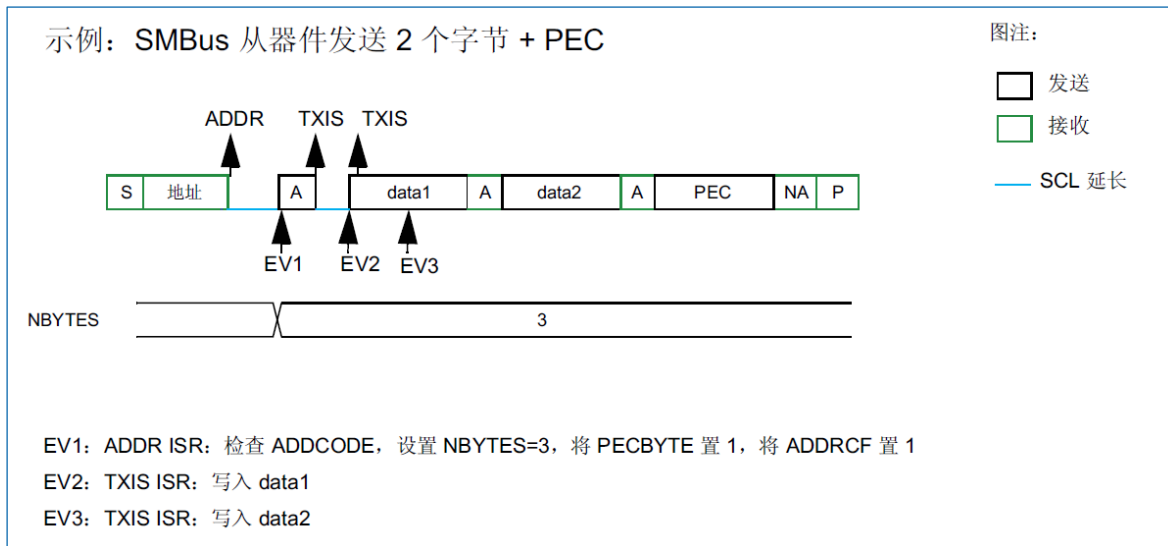 示例：SMBus 从器件发送 2 个字节 + PEC
图注：
发送
接收
SCL 延长
ADDR TXIS TXIS
S 地址 A data1 A data2 A PEC NA P
EV1 EV2 EV3
NBYTES 3
EV1：ADDR ISR：检查 ADDCODE，设置 NBYTES=3，将 PECBYTE 置 1，将 ADDRCF 置 1
EV2：TXIS ISR：写入 data1
EV3：TXIS ISR：写入 data2